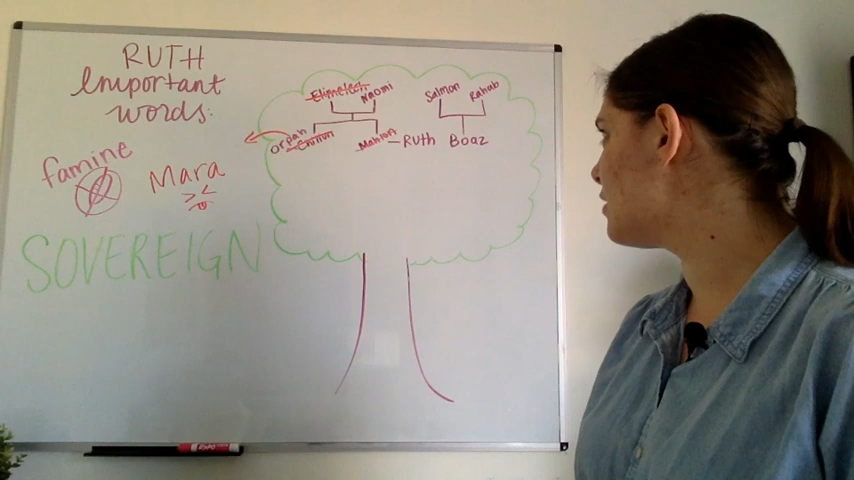 RUTH
Important
words:
famine
Mara
SOVEREIGN
Elimelech Naomi
Orpah Chilion Mahlon Ruth
Salmon Rahab
Boaz
EXPO